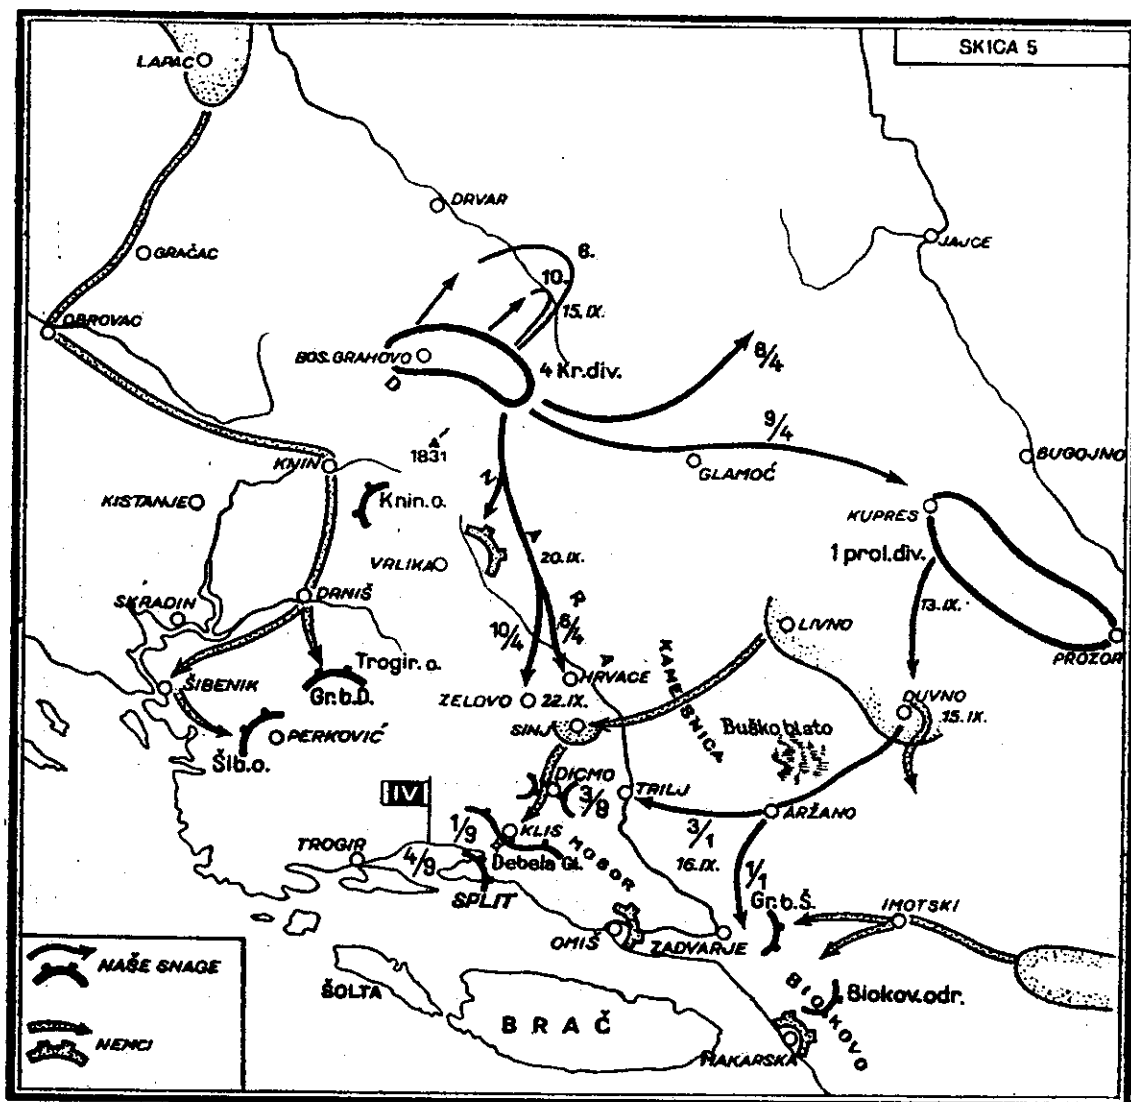 SKICA 5
LAPAC
DRVAR
GRAČAC
JAJCE
8.
10.
15.IX.
OBROVAC
BOS.GRAHOVO
4 Kr.div.
8/4
D
9/4
KNIN
1831
GLAMOČ
BUGOJNO
KISTANJE
Knin.o.
N
KUPRES
1 prol.div.
VRLIKA
A
20.IX.
DRNIŠ
13.IX.
SKRADIN
R
10/4
6/4
LIVNO
PROZOR
Trogir.o.
A
HRVACE
ŠIBENIK
Gr.b.D.
ZELOVO
22.IX.
KAMEŠNICA
DUVNO
15.IX.
PERKOVIĆ
SINJ
Buško blato
Šib.o.
DICMO
TRILJ
IV
3/8
ARŽANO
1/9
KLIS
3/1
TROGIR
4/9
Debela Gl.
MOSOR
16.IX.
1/1
SPLIT
Gr.b.Š.
IMOTSKI
OMIŠ
ZADVARJE
NAŠE SNAGE
ŠOLTA
BIOKOVO
Biokov.odr.
BRAČ
NEMCI
MAKARSKA